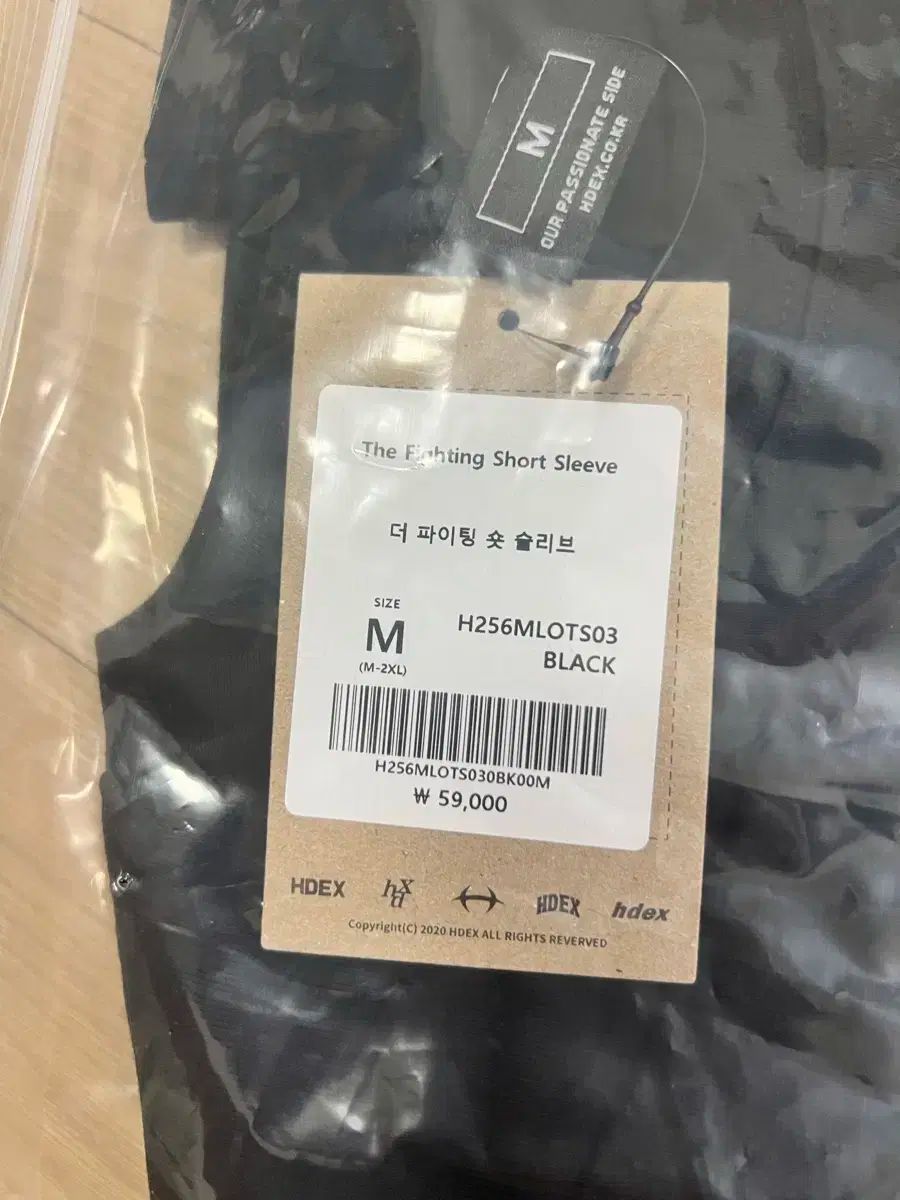 M
OUR PASSIONATE SIDE
HDEX.CO.KR
The Fighting Short Sleeve
더 파이팅 숏 슬리브
SIZE
M
(M-2XL)
H256MLOTS03
BLACK
H256MLOTS030BK00M
₩ 59,000
HDEX
HDEX
hdex
Copyright(C) 2020 HDEX ALL RIGHTS REVERVED